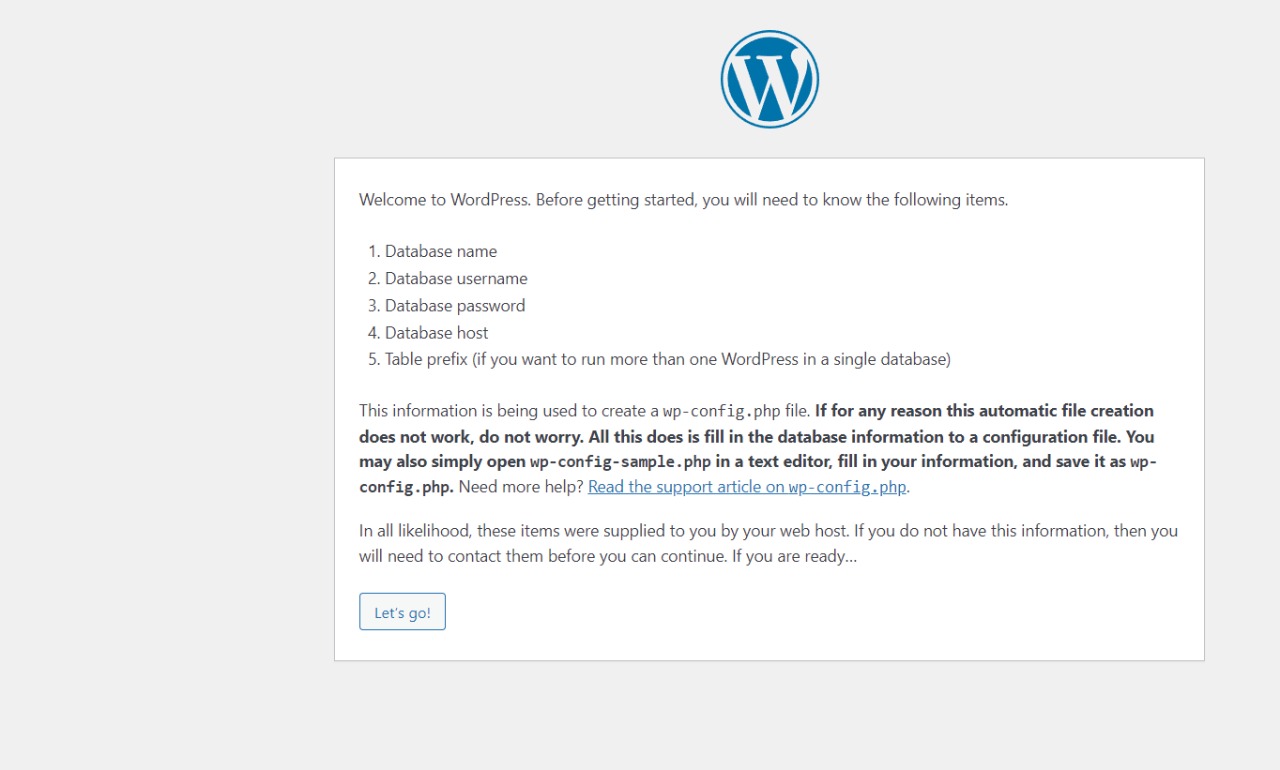 Welcome to WordPress. Before getting started, you will need to know the following items.
1. Database name
2. Database username
3. Database password
4. Database host
5. Table prefix (if you want to run more than one WordPress in a single database)
This information is being used to create a wp-config.php file. If for any reason this automatic file creation
does not work, do not worry. All this does is fill in the database information to a configuration file. You
may also simply open wp-config-sample.php in a text editor, fill in your information, and save it as wp-
config.php. Need more help? Read the support article on wp-config.php.
In all likelihood, these items were supplied to you by your web host. If you do not have this information, then you
will need to contact them before you can continue. If you are ready…
Let’s go!